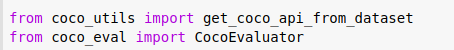 from coco_utils import get_coco_api_from_dataset
from coco_eval import CocoEvaluator